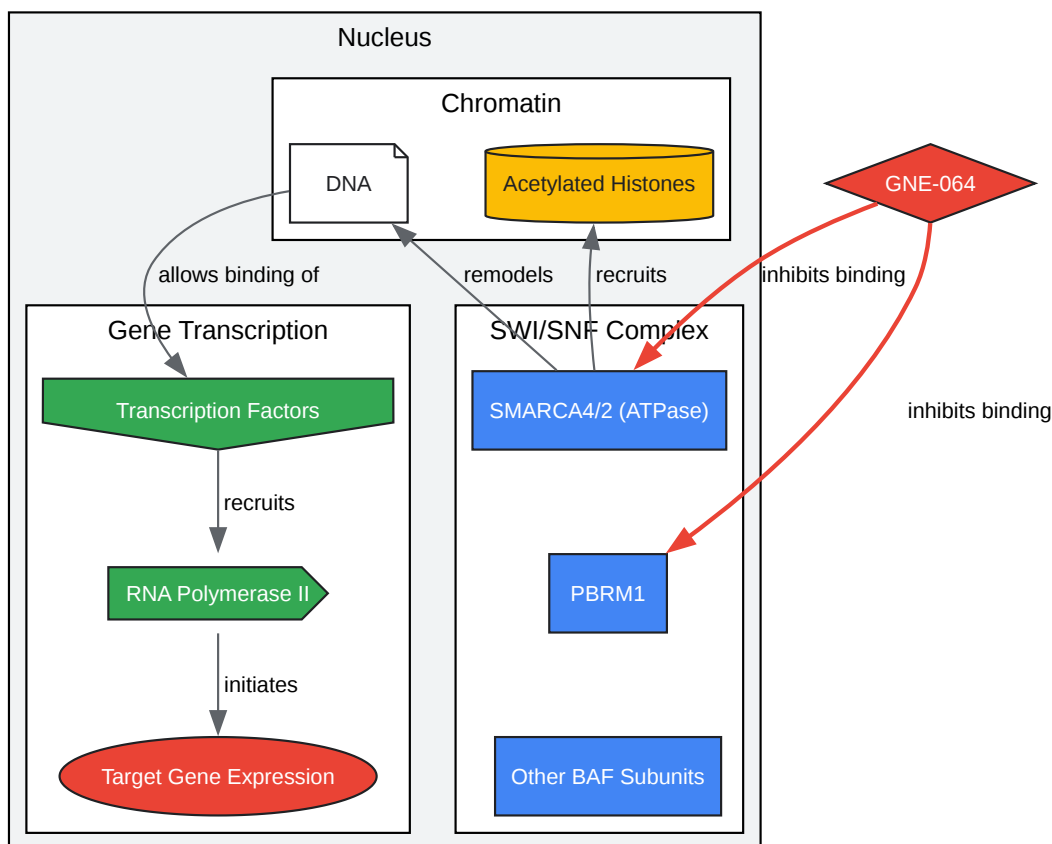 Nucleus
Chromatin
DNA
Acetylated Histones
GNE-064
allows binding of
remodels
recruits
inhibits binding
Gene Transcription
SWI/SNF Complex
Transcription Factors
SMARCA4/2 (ATPase)
inhibits binding
recruits
RNA Polymerase II
PBRM1
initiates
Target Gene Expression
Other BAF Subunits